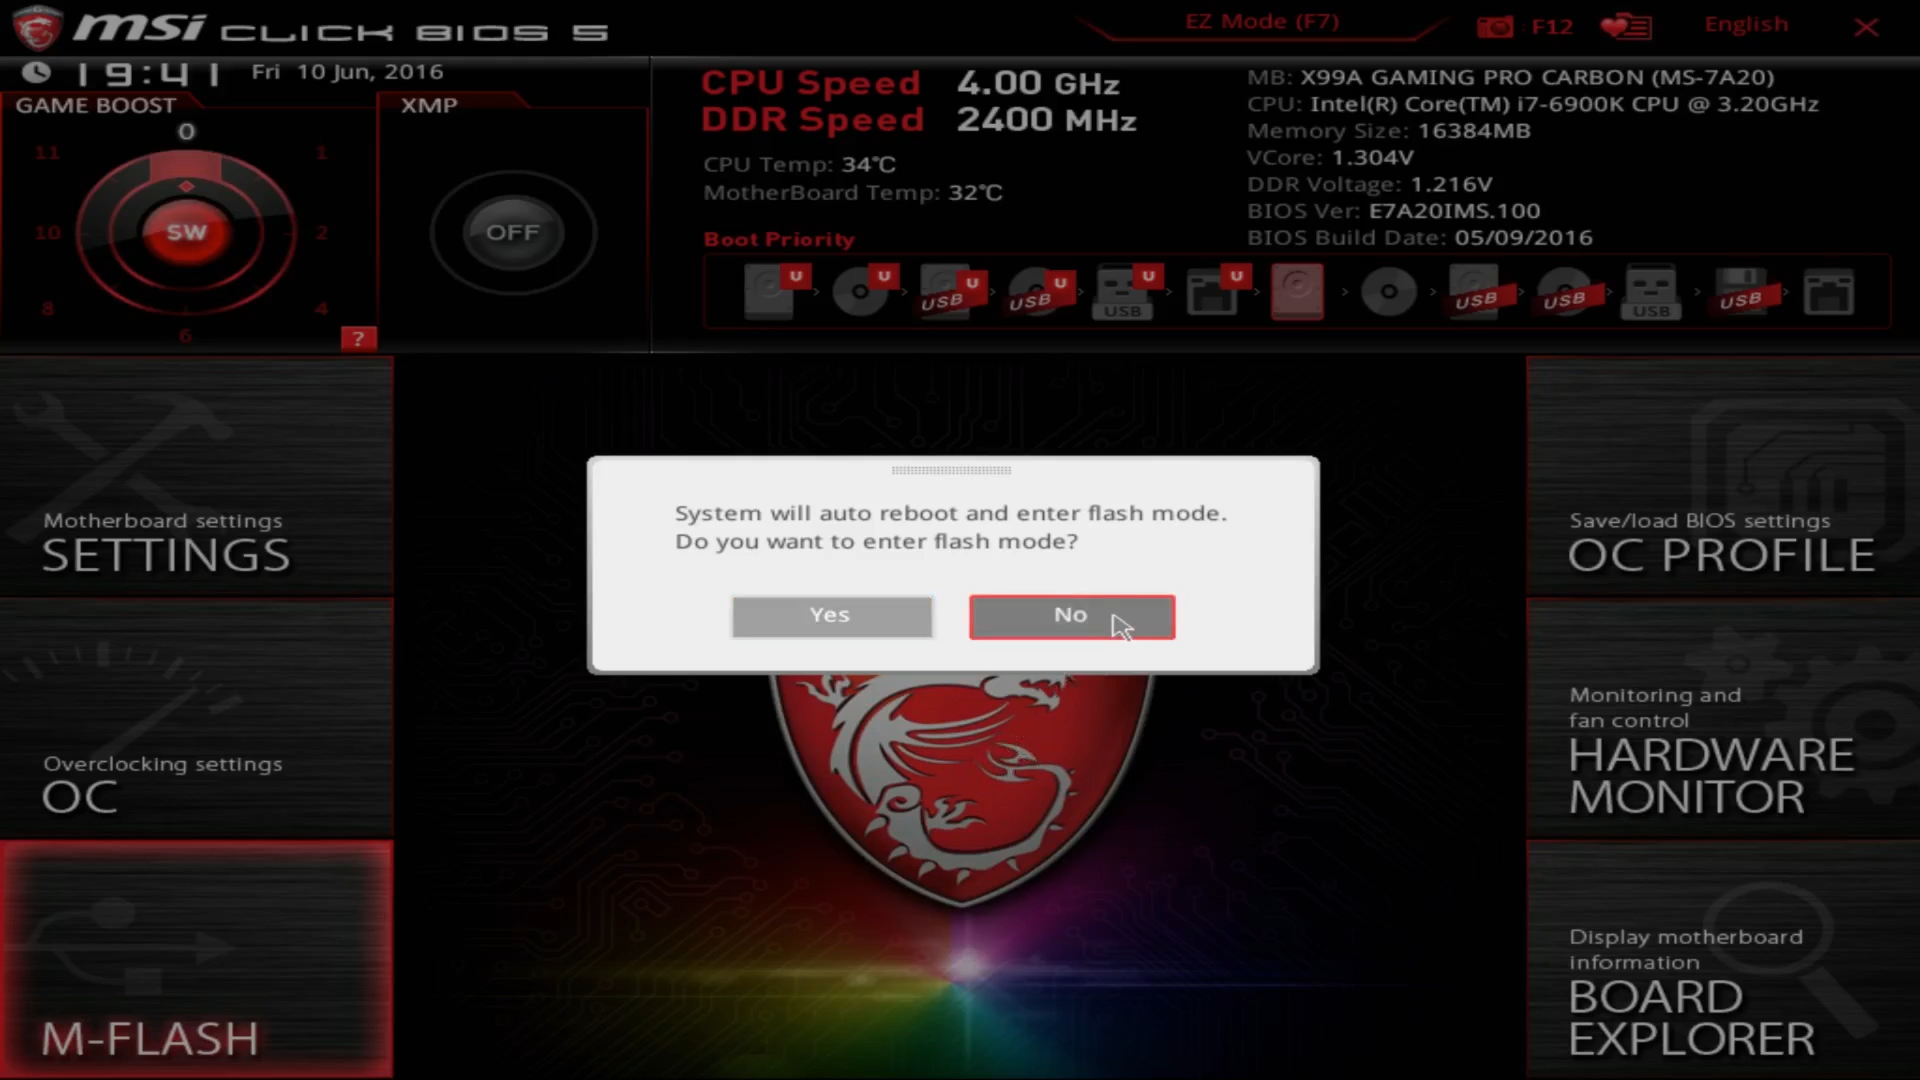 msi CLICK BIOS 5
EZ Mode (F7)
: F12
English
19:41
Fri 10 Jun, 2016
GAME BOOST
XMP
0
11
1
10
SW
2
8
4
6
?
OFF
CPU Speed 4.00 GHz
DDR Speed 2400 MHz
CPU Temp: 34℃
MotherBoard Temp: 32℃
MB: X99A GAMING PRO CARBON (MS-7A20)
CPU: Intel(R) Core(TM) i7-6900K CPU @ 3.20GHz
Memory Size: 16384MB
VCore: 1.304V
DDR Voltage: 1.216V
BIOS Ver: E7A20IMS.100
BIOS Build Date: 05/09/2016
Boot Priority
U U U U U U
USB USB USB USB USB USB USB
Motherboard settings
SETTINGS
Overclocking settings
OC
M-FLASH
System will auto reboot and enter flash mode.
Do you want to enter flash mode?
Yes No
Save/load BIOS settings
OC PROFILE
Monitoring and
fan control
HARDWARE
MONITOR
Display motherboard
information
BOARD
EXPLORER